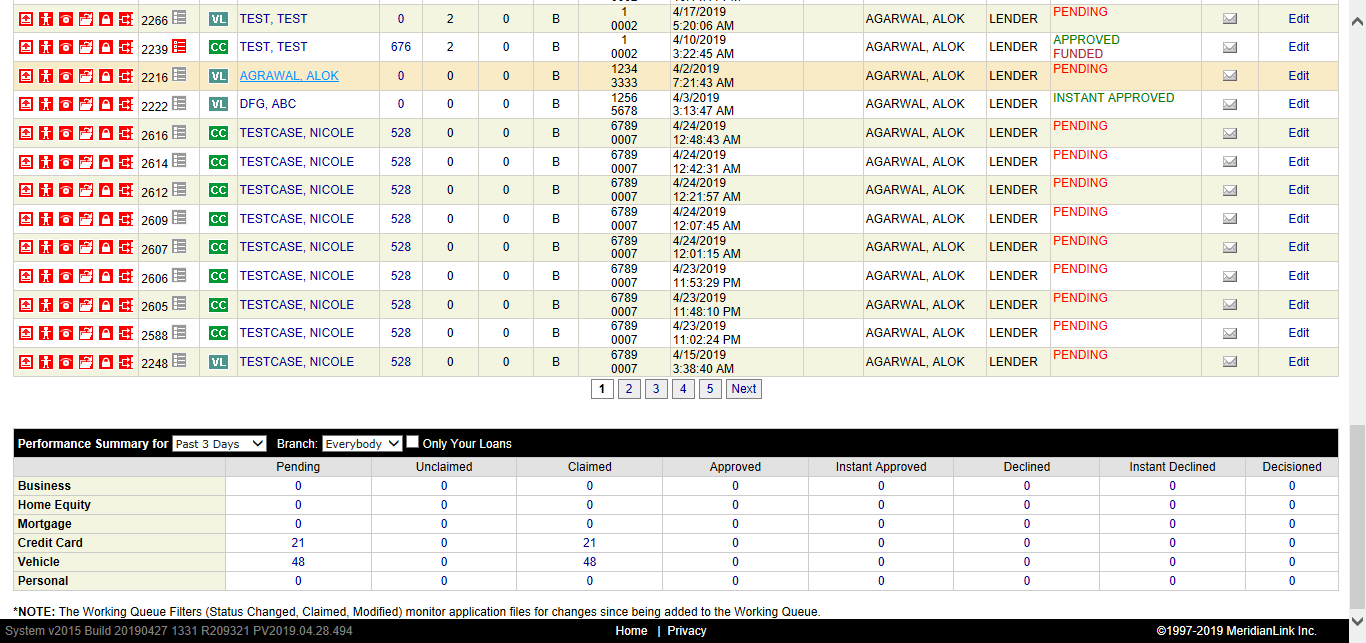 2266 VL TEST, TEST 0 2 0 B 1 4/17/2019 AGARWAL, ALOK LENDER PENDING Edit
0002 5:20:06 AM
2239 CC TEST, TEST 676 2 0 B 1 4/10/2019 AGARWAL, ALOK LENDER APPROVED Edit
0002 3:22:45 AM FUNDED
2216 VL AGRAWAL, ALOK 0 0 0 B 1234 4/2/2019 AGARWAL, ALOK LENDER PENDING Edit
3333 7:21:43 AM
2222 VL DFG, ABC 0 0 0 B 1256 4/3/2019 AGARWAL, ALOK LENDER INSTANT APPROVED Edit
5678 3:13:47 AM
2616 CC TESTCASE, NICOLE 528 0 0 B 6789 4/24/2019 AGARWAL, ALOK LENDER PENDING Edit
0007 12:48:43 AM
2614 CC TESTCASE, NICOLE 528 0 0 B 6789 4/24/2019 AGARWAL, ALOK LENDER PENDING Edit
0007 12:42:31 AM
2612 CC TESTCASE, NICOLE 528 0 0 B 6789 4/24/2019 AGARWAL, ALOK LENDER PENDING Edit
0007 12:21:57 AM
2609 CC TESTCASE, NICOLE 528 0 0 B 6789 4/24/2019 AGARWAL, ALOK LENDER PENDING Edit
0007 12:07:45 AM
2607 CC TESTCASE, NICOLE 528 0 0 B 6789 4/24/2019 AGARWAL, ALOK LENDER PENDING Edit
0007 12:01:15 AM
2606 CC TESTCASE, NICOLE 528 0 0 B 6789 4/23/2019 AGARWAL, ALOK LENDER PENDING Edit
0007 11:53:29 PM
2605 CC TESTCASE, NICOLE 528 0 0 B 6789 4/23/2019 AGARWAL, ALOK LENDER PENDING Edit
0007 11:48:10 PM
2588 CC TESTCASE, NICOLE 528 0 0 B 6789 4/23/2019 AGARWAL, ALOK LENDER PENDING Edit
0007 11:02:24 PM
2248 VL TESTCASE, NICOLE 528 0 0 B 6789 4/15/2019 AGARWAL, ALOK LENDER PENDING Edit
0007 3:38:40 AM
1 2 3 4 5 Next
Performance Summary for Past 3 Days Branch: Everybody Only Your Loans
Pending Unclaimed Claimed Approved Instant Approved Declined Instant Declined Decisioned
Business 0 0 0 0 0 0 0 0
Home Equity 0 0 0 0 0 0 0 0
Mortgage 0 0 0 0 0 0 0 0
Credit Card 21 0 21 0 0 0 0 0
Vehicle 48 0 48 0 0 0 0 0
Personal 0 0 0 0 0 0 0 0
*NOTE: The Working Queue Filters (Status Changed, Claimed, Modified) monitor application files for changes since being added to the Working Queue.
System v2015 Build 20190427 1331 R209321 PV2019.04.28.494 Home | Privacy ©1997-2019 MeridianLink Inc.